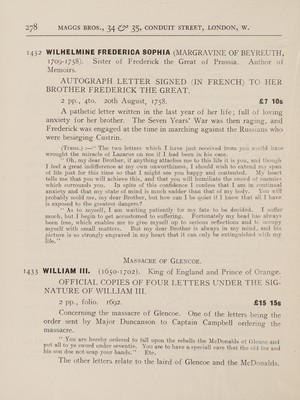 278 MAGGS BROS., 34 & 35, CONDUIT STREET, LONDON, W.
1432 WILHELMINE FREDERICA SOPHIA (MARGRAVINE OF BEYREUTH,
1709-1758). Sister of Frederick the Great of Prussia. Author of
Memoirs.
AUTOGRAPH LETTER SIGNED (IN FRENCH) TO HER
BROTHER FREDERICK THE GREAT.
2 pp., 4to. 20th August, 1758. £7 10s
A pathetic letter written in the last year of her life; full of loving
anxiety for her brother. The Seven Years' War was then raging, and
Frederick was engaged at the time in marching against the Russians who
were besieging Custrin.
(Trans.) :—" The two letters which I have just received from you would have
wrought the miracle of Lazarus on me if I had been in his case.
" Oh, my dear Brother, if anything attaches me to this life it is you, and though
I feel a great indifference at my own unworthiness, I should wish to extend my span
of life just for this time so that I might see you happy and contented. My heart
tells me that you will achieve this, and that you will humiliate the crowd of enemies
which surrounds you. In spite of this confidence I confess that I am in continual
anxiety and that my state of mind is much sadder than that of my body. You will
probably scold me, my dear Brother, but how can I be quiet if I know that all I have
is exposed to the greatest dangers?
" As to myself, I am waiting patiently for my fate to be decided. I suffer
much, but I begin to get accustomed to suffering. Fortunately my head has always
been free, which enables me to give myself up to serious reflections and to occupy
myself with small matters. But my dear Brother is always in my mind, and his
picture is so strongly engraved in my heart that it can only be extinguished with my
life."
MASSACRE OF GLENCOE.
1433 WILLIAM III. (1650-1702). King of England and Prince of Orange.
OFFICIAL COPIES OF FOUR LETTERS UNDER THE SIG-
NATURE OF WILLIAM III.
2 pp., folio. 1692. £15 15s
Concerning the massacre of Glencoe. One of the letters being the
order sent by Major Duncanson to Captain Campbell ordering the
massacre.
" You are hereby ordered to fall upon the rebells the McDonalds of Glencoe and
put all to ye sword under seventie. You are to have a speciall care that the old fox and
his son doe not scap your hands." Etc.
The other letters relate to the laird of Glencoe and the McDonalds.